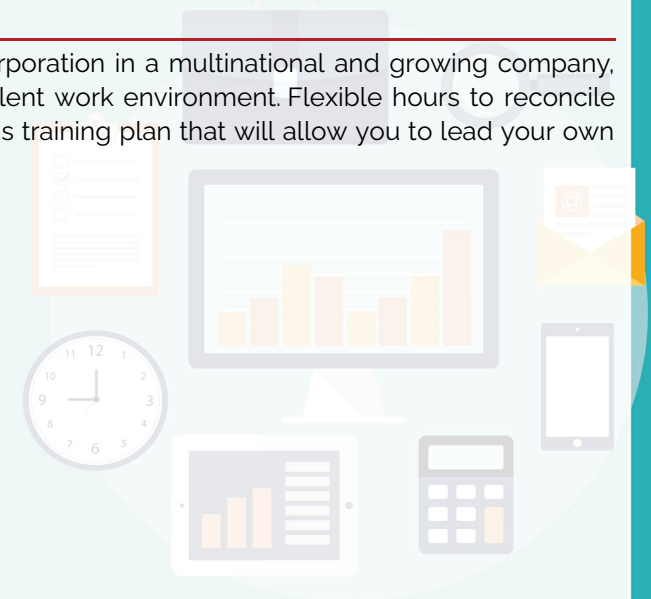 rporation in a multinational and growing company,
lent work environment. Flexible hours to reconcile
s training plan that will allow you to lead your own
@
11 12 1
10 2
9 3
8 4
7 6 5